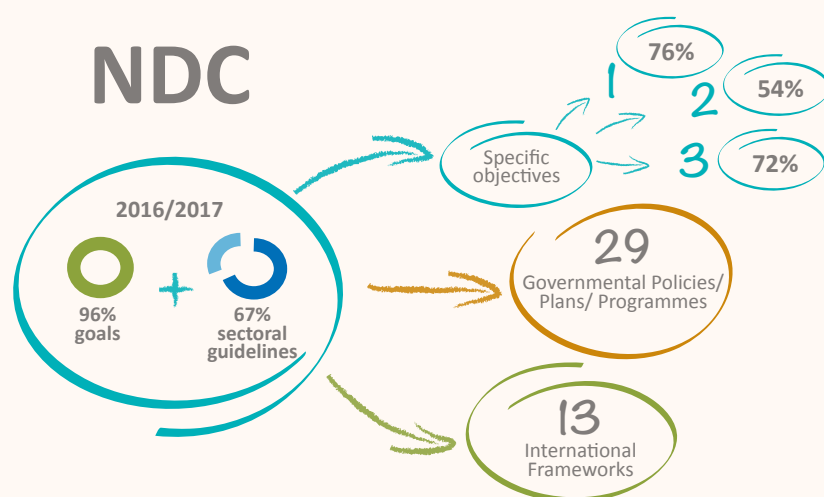 NDC
2016/2017
96%
goals
67%
sectoral
guidelines
Specific
objectives
1
76%
2
54%
3
72%
29
Governmental Policies/
Plans/ Programmes
13
International
Frameworks